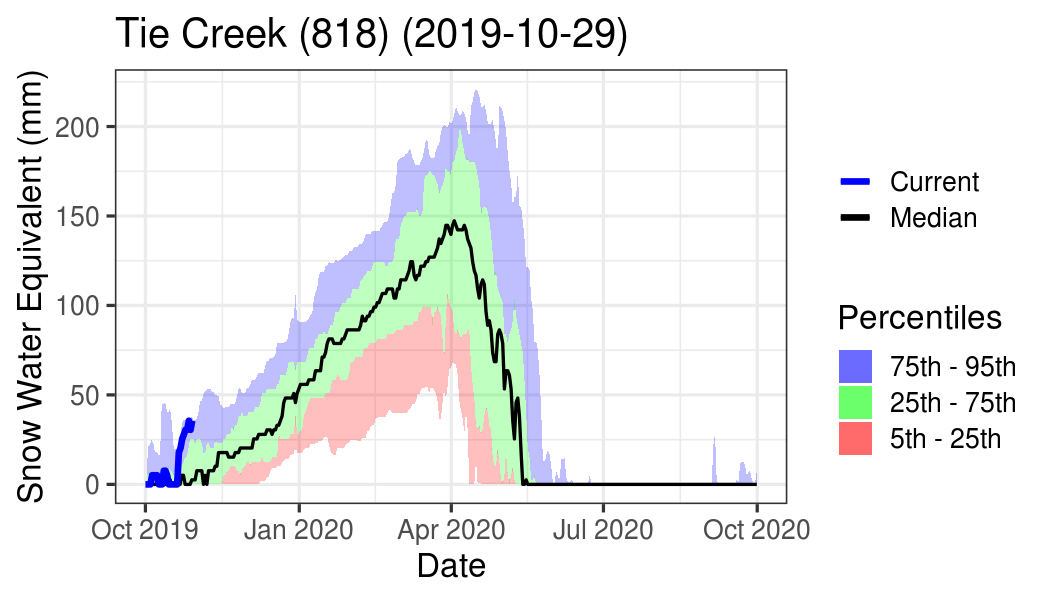 Tie Creek (818) (2019-10-29)
Snow Water Equivalent (mm)
200
150
100
50
0
Oct 2019 Jan 2020 Apr 2020 Jul 2020 Oct 2020
Date
Current
Median
Percentiles
75th - 95th
25th - 75th
5th - 25th